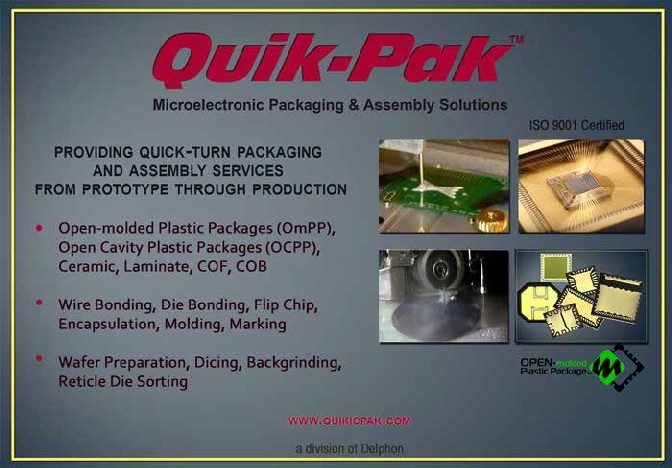 Quik-Pak™
Microelectronic Packaging & Assembly Solutions
ISO 9001 Certified
PROVIDING QUICK-TURN PACKAGING
AND ASSEMBLY SERVICES
FROM PROTOTYPE THROUGH PRODUCTION
• Open-molded Plastic Packages (OmPP),
Open Cavity Plastic Packages (OCPP),
Ceramic, Laminate, COF, COB
• Wire Bonding, Die Bonding, Flip Chip,
Encapsulation, Molding, Marking
• Wafer Preparation, Dicing, Backgrinding,
Reticle Die Sorting
OPEN-molded
Plastic Package
m
WWW.QUIKICPAK.COM
a division of Delphon